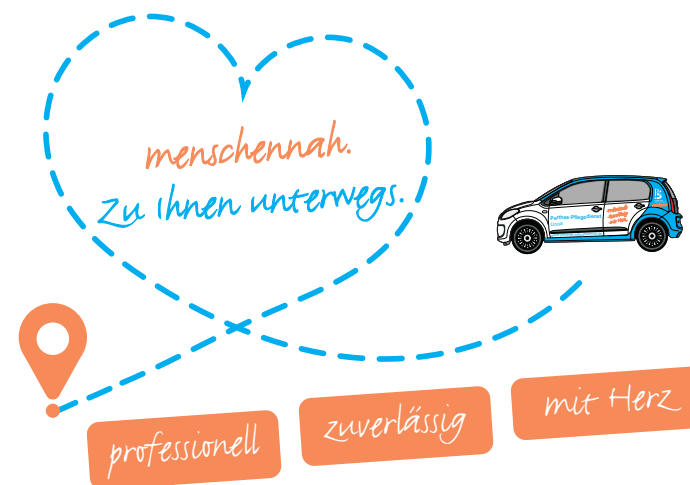 menschennah.
Zu Ihnen unterwegs.
professionell
zuverlässig
mit Herz